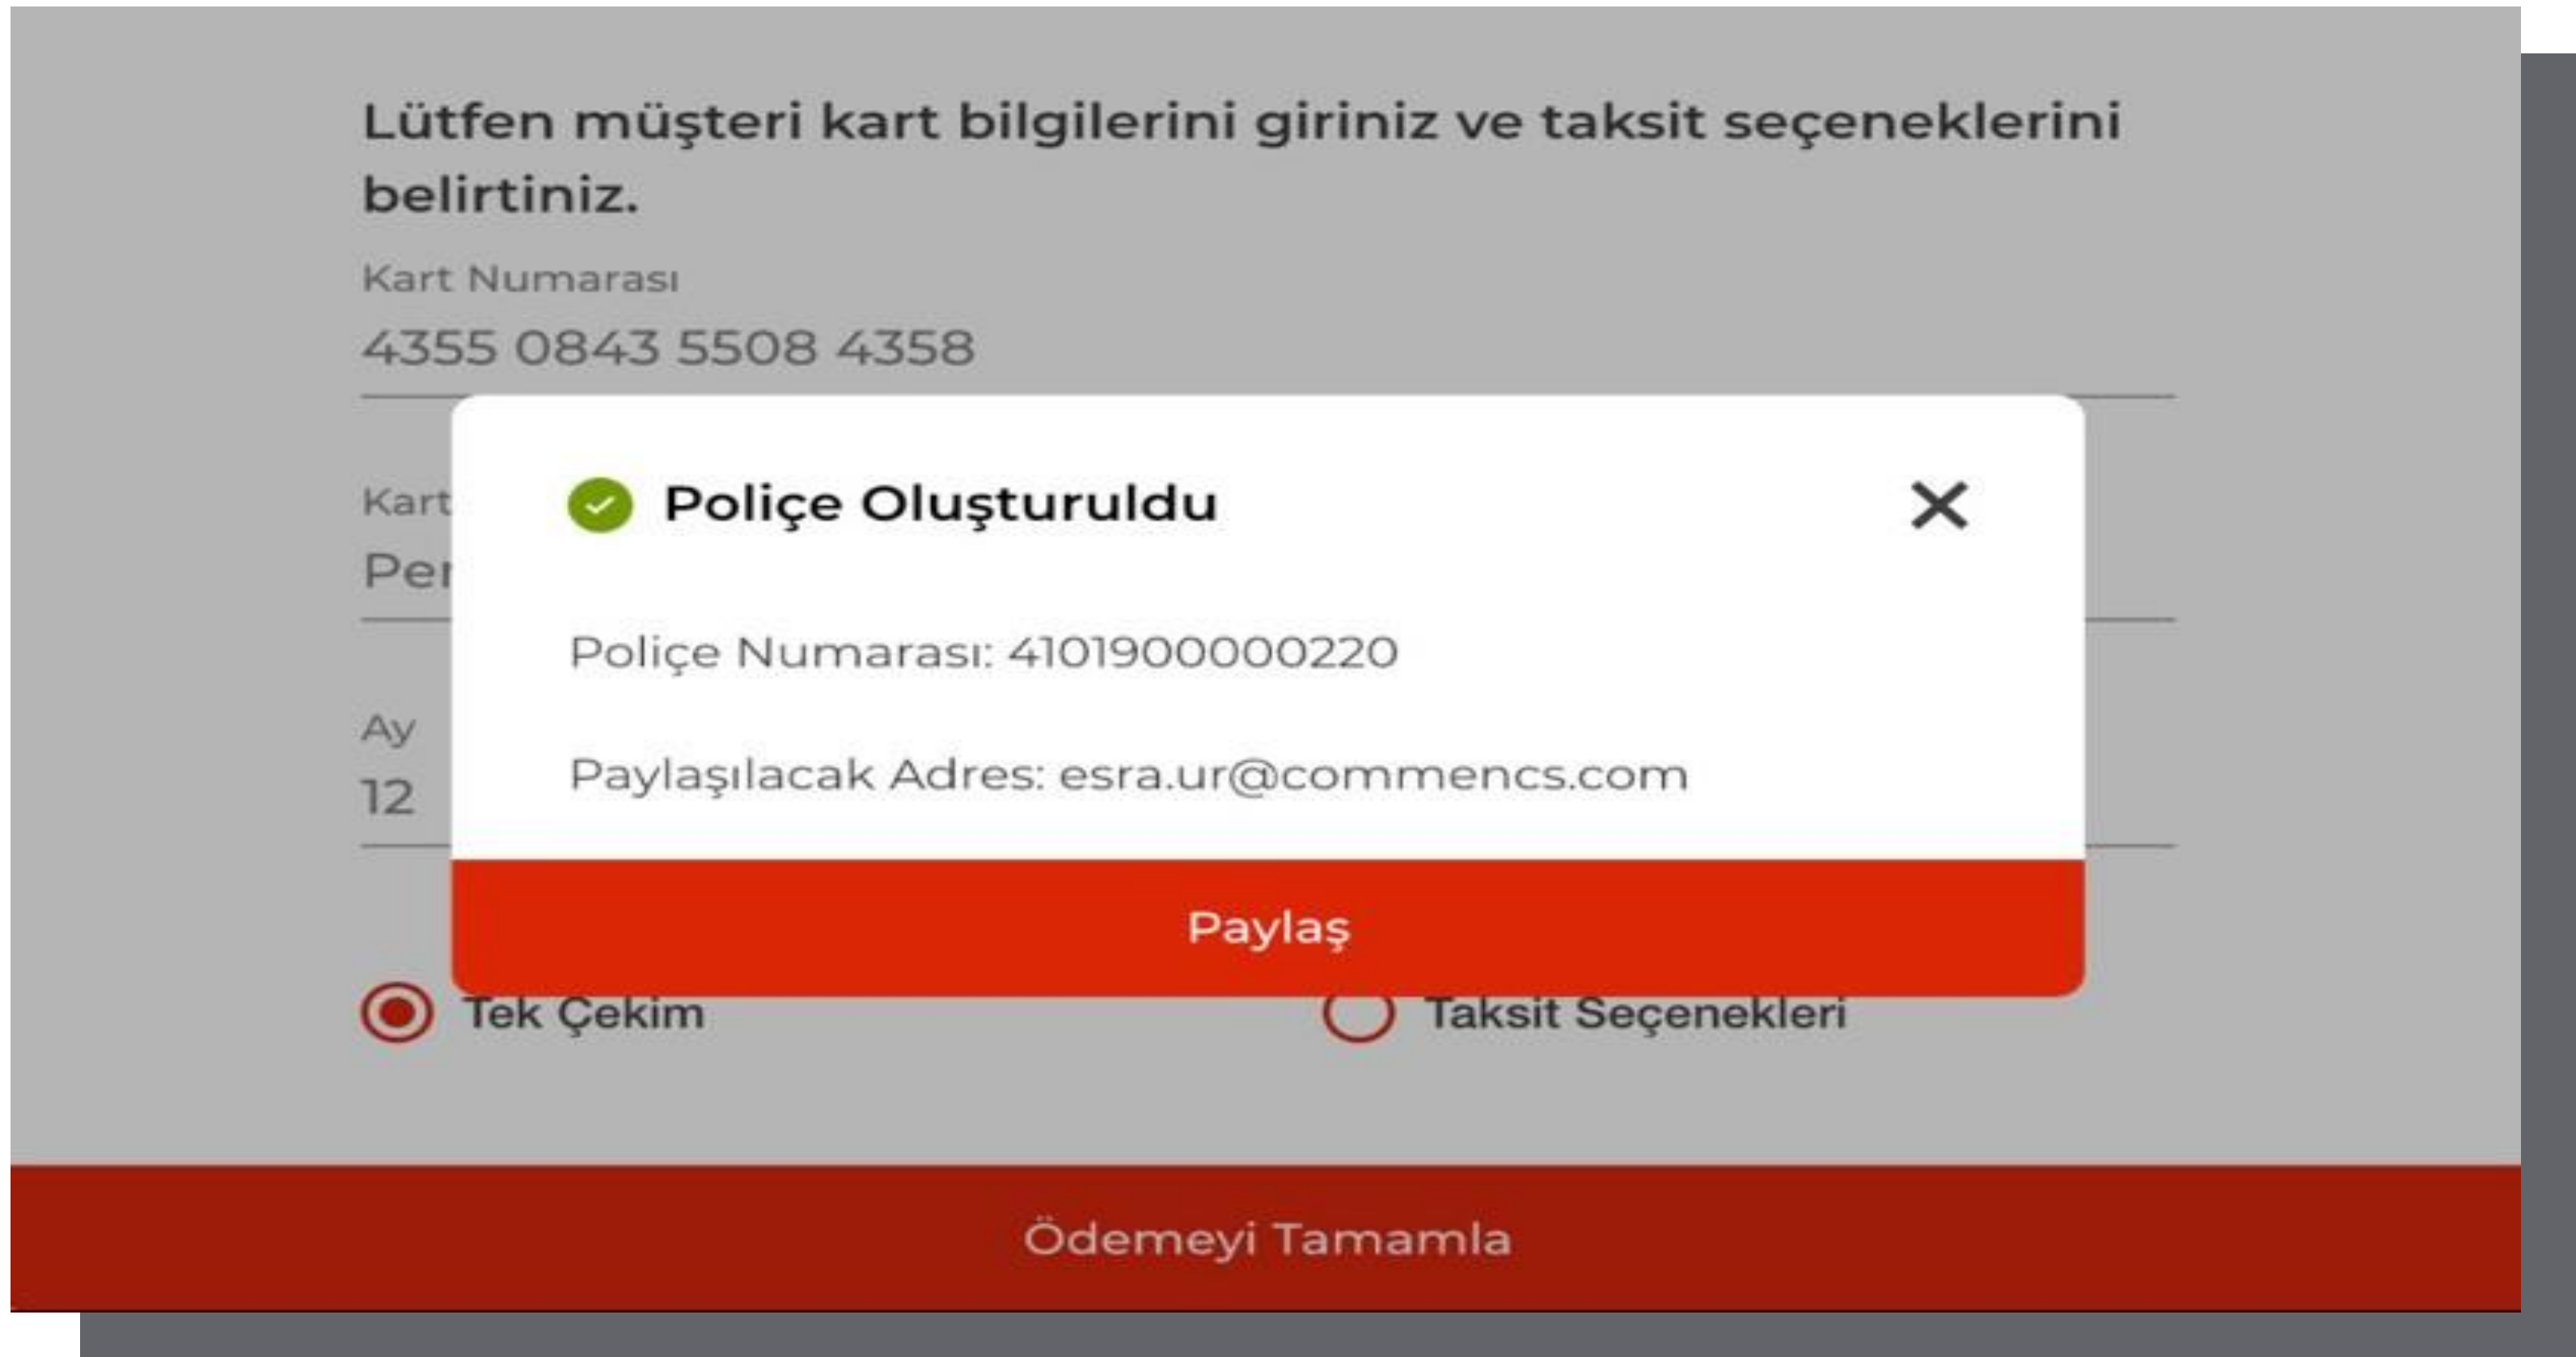 Lütfen müşteri kart bilgilerini giriniz ve taksit seçeneklerini
belirtiniz.
Kart Numarası
4355 0843 5508 4358
Kart
Poliçe Oluşturuldu
Poliçe Numarası: 4101900000220
Paylaşılacak Adres: esra.ur@commencs.com
Ay
12
Paylaş
Tek Çekim
Taksit Seçenekleri
Ödemeyi Tamamla